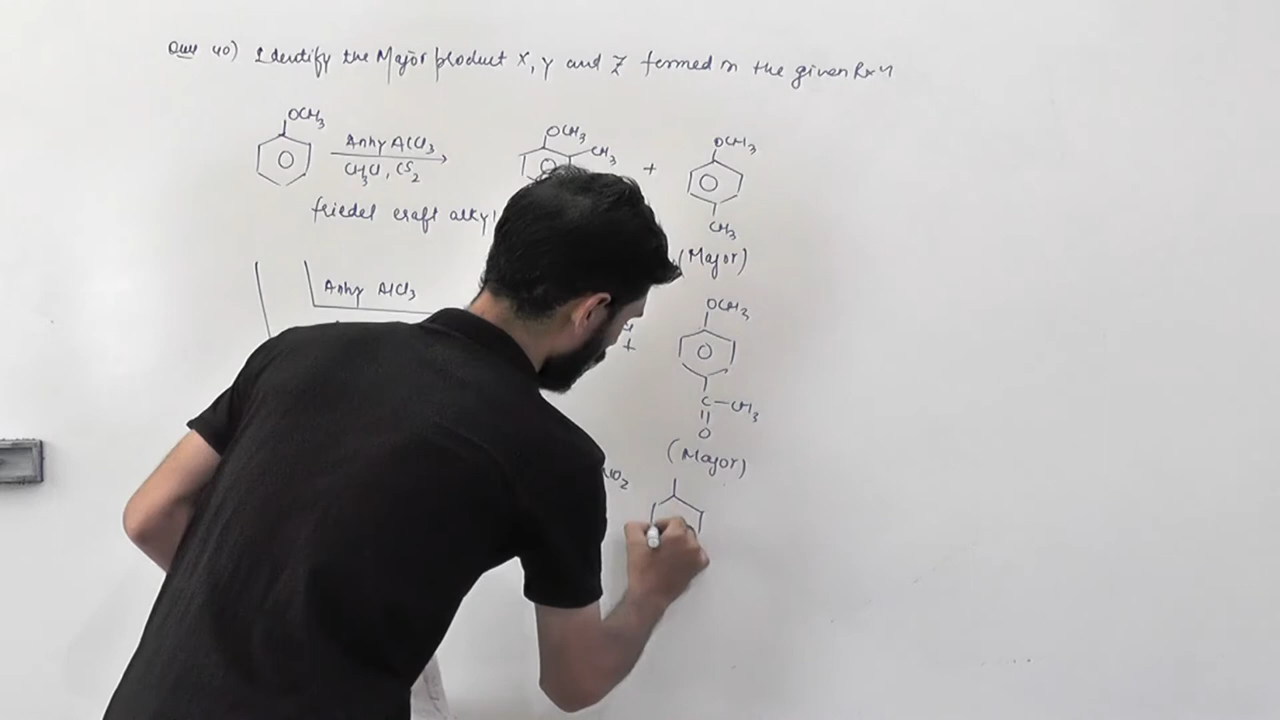 Que 40) Identify the Major product X, Y and Z formed in the given Rxn
OCH3 Anhy AlCl3 OCH3 CH3 + OCH3
CH3Cl, CS2
CH3
friedel craft alkyl
(Major)
Anhy AlCl3
OCH3
+
C-CH3
O
(Major)
NO2